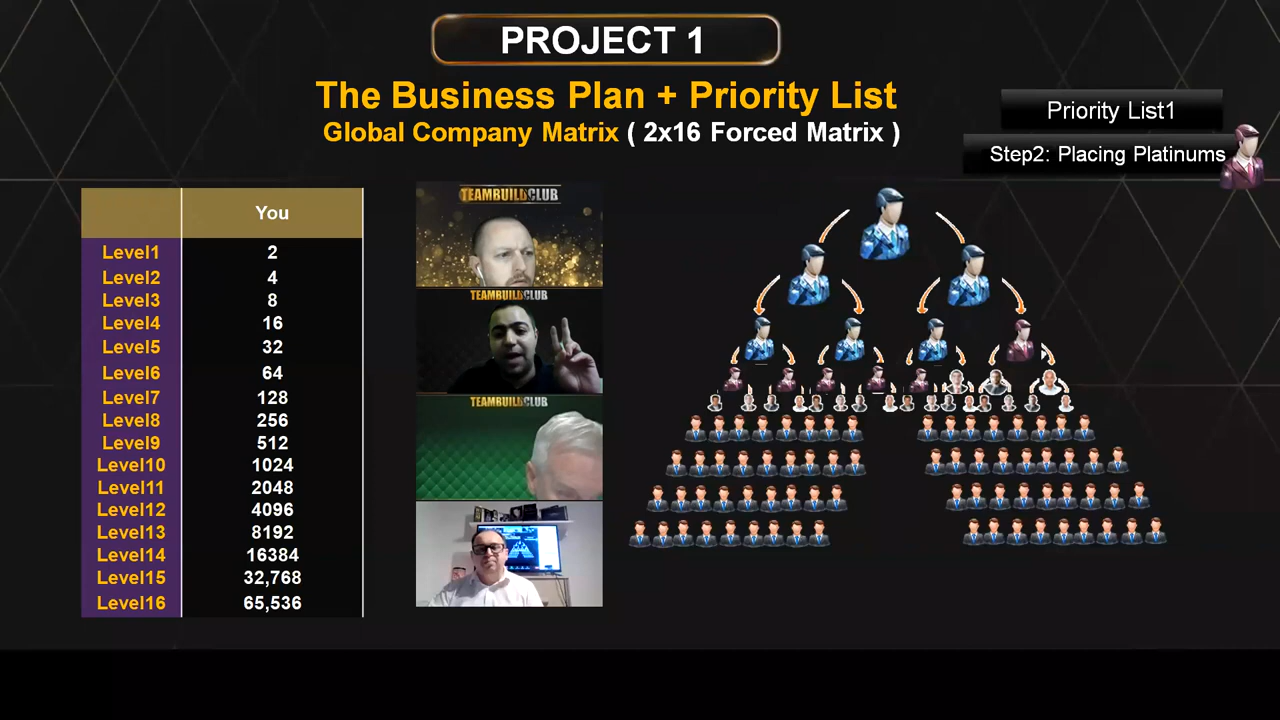 PROJECT 1
The Business Plan + Priority List
Global Company Matrix ( 2x16 Forced Matrix )
Priority List1
Step2: Placing Platinums
You
Level1 2
Level2 4
Level3 8
Level4 16
Level5 32
Level6 64
Level7 128
Level8 256
Level9 512
Level10 1024
Level11 2048
Level12 4096
Level13 8192
Level14 16384
Level15 32,768
Level16 65,536
TEAMBUILDCLUB
TEAMBUILDCLUB
TEAMBUILDCLUB